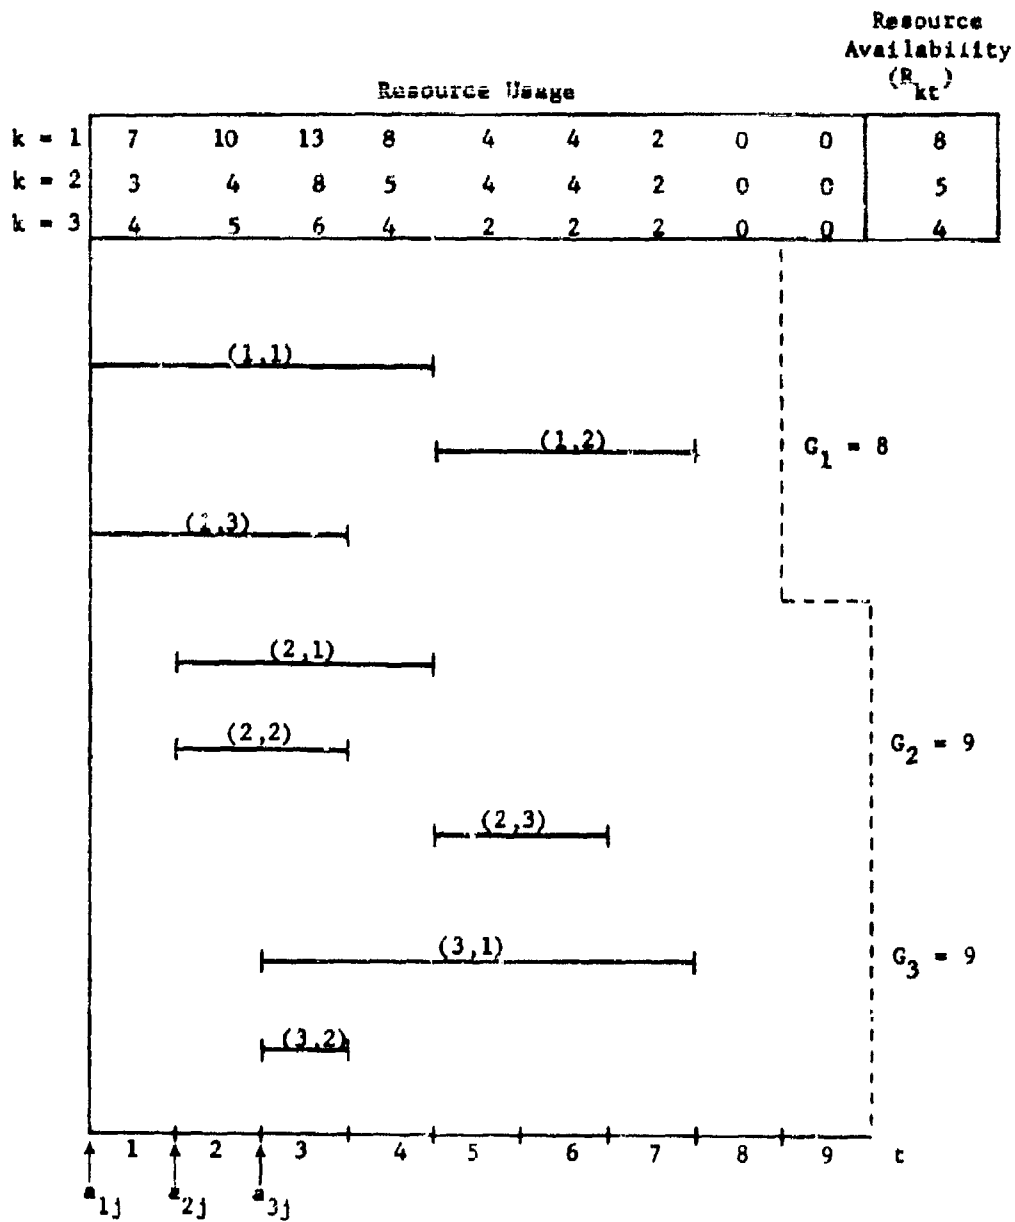 Resource
Availability
(R_kt)
Resource Usage
k = 1 7 10 13 8 4 4 2 0 0 8
k = 2 3 4 8 5 4 4 2 0 0 5
k = 3 4 5 6 4 2 2 2 0 0 4
(1,1)
(1,2)
G_1 = 8
(1,3)
(2,1)
(2,2)
G_2 = 9
(2,3)
(3,1)
G_3 = 9
(3,2)
1 2 3 4 5 6 7 8 9 t
a_1j a_2j a_3j